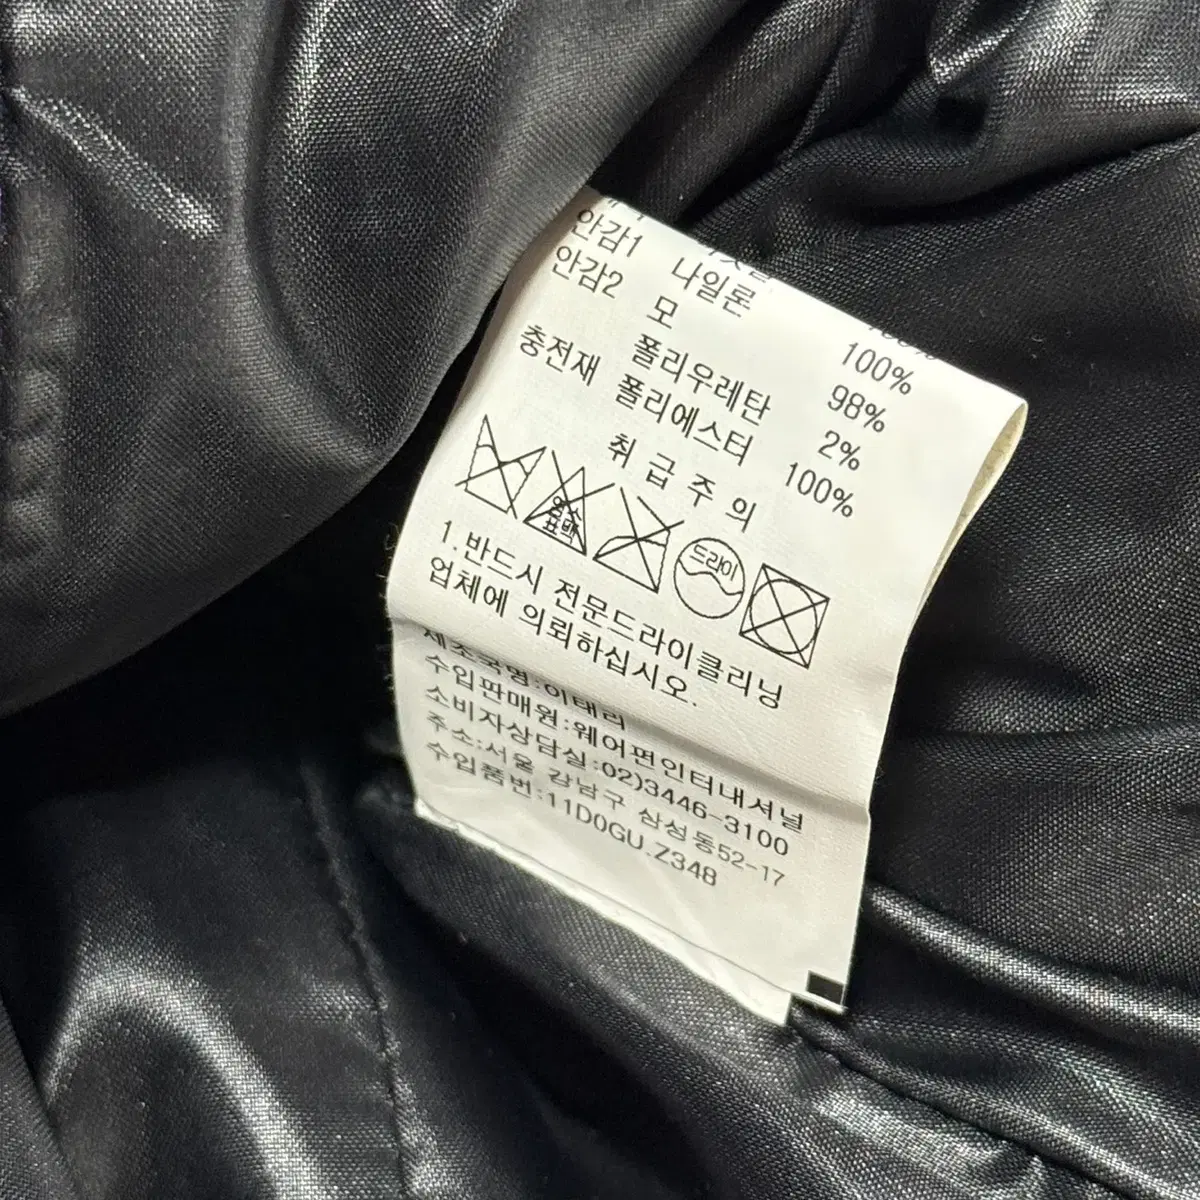 안감1 나일론 100%
안감2 모 98%
폴리우레탄 2%
충전재 폴리에스터 100%
취 급 주 의
염소 표백
드라이
1.반드시 전문드라이클리닝
업체에 의뢰하십시오.
제조국명:이태리
수입판매원:웨어펀인터내셔널
소비자상담실:02)3446-3100
주소:서울 강남구 삼성동52-17
수입품번:11D0GU.Z348